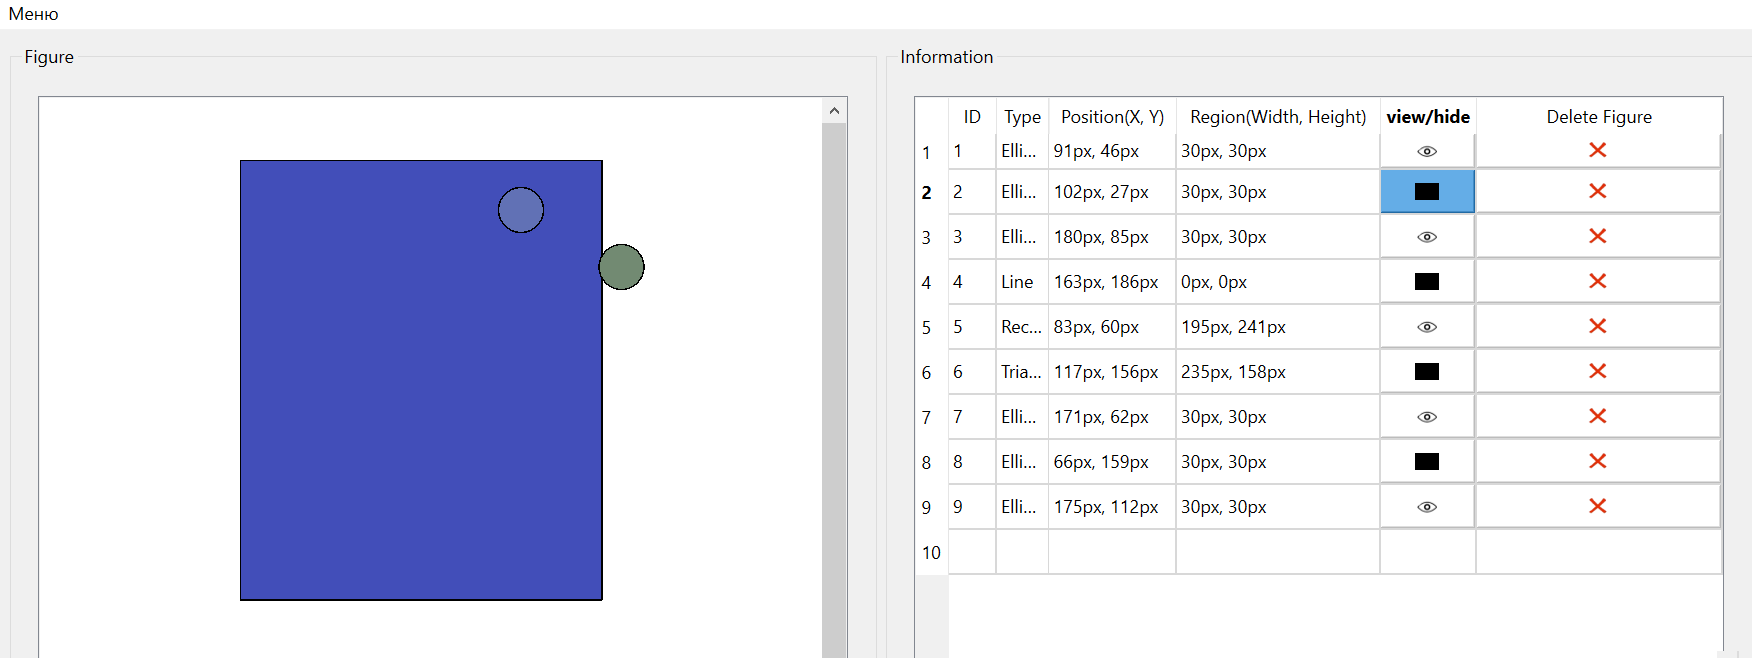 Меню
Figure
Information
ID Type Position(X, Y) Region(Width, Height) view/hide Delete Figure
1 1 Elli... 91px, 46px 30px, 30px
2 2 Elli... 102px, 27px 30px, 30px
3 3 Elli... 180px, 85px 30px, 30px
4 4 Line 163px, 186px 0px, 0px
5 5 Rec... 83px, 60px 195px, 241px
6 6 Tria... 117px, 156px 235px, 158px
7 7 Elli... 171px, 62px 30px, 30px
8 8 Elli... 66px, 159px 30px, 30px
9 9 Elli... 175px, 112px 30px, 30px
10